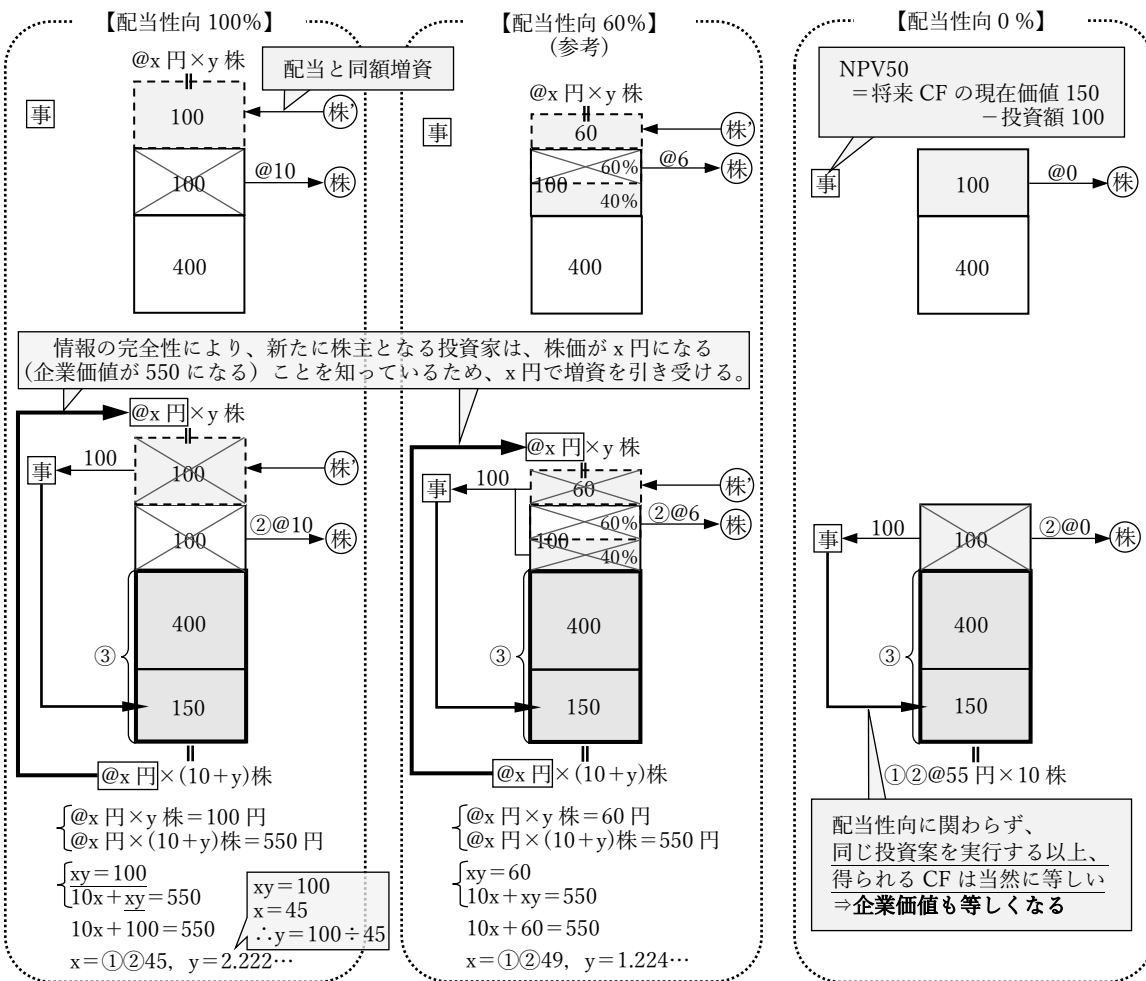 【配当性向 100%】
@x 円×y 株
配当と同額増資
事
100
株'
100
@10
株
400
【配当性向 60%】
(参考)
@x 円×y 株
事
60
株'
60%
100
40%
@6
株
400
【配当性向 0 %】
NPV50
＝将来 CF の現在価値 150
－投資額 100
事
100
@0
株
400
情報の完全性により、新たに株主となる投資家は、株価が x 円になる
（企業価値が 550 になる）ことを知っているため、x 円で増資を引き受ける。
@x 円×y 株
事
100
100
株'
100
②@10
株
400
③
150
@x 円×(10＋y)株
@x 円×y 株＝100 円
@x 円×(10＋y)株＝550 円
xy＝100
10x＋xy＝550
10x＋100＝550
x＝①②45，y＝2.222…
xy＝100
x＝45
∴y＝100÷45
@x 円×y 株
事
100
60
株'
60%
100
40%
②@6
株
400
③
150
@x 円×(10＋y)株
@x 円×y 株＝60 円
@x 円×(10＋y)株＝550 円
xy＝60
10x＋xy＝550
10x＋60＝550
x＝①②49，y＝1.224…
事
100
100
②@0
株
400
③
150
①②@55 円×10 株
配当性向に関わらず、
同じ投資案を実行する以上、
得られる CF は当然に等しい
⇒企業価値も等しくなる